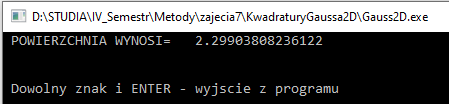 D:\STUDIA\IV_Semestr\Metody\zajecia7\KwadraturyGaussa2D\Gauss2D.exe
POWIERZCHNIA WYNOSI=   2.29903808236122
Dowolny znak i ENTER - wyjscie z programu